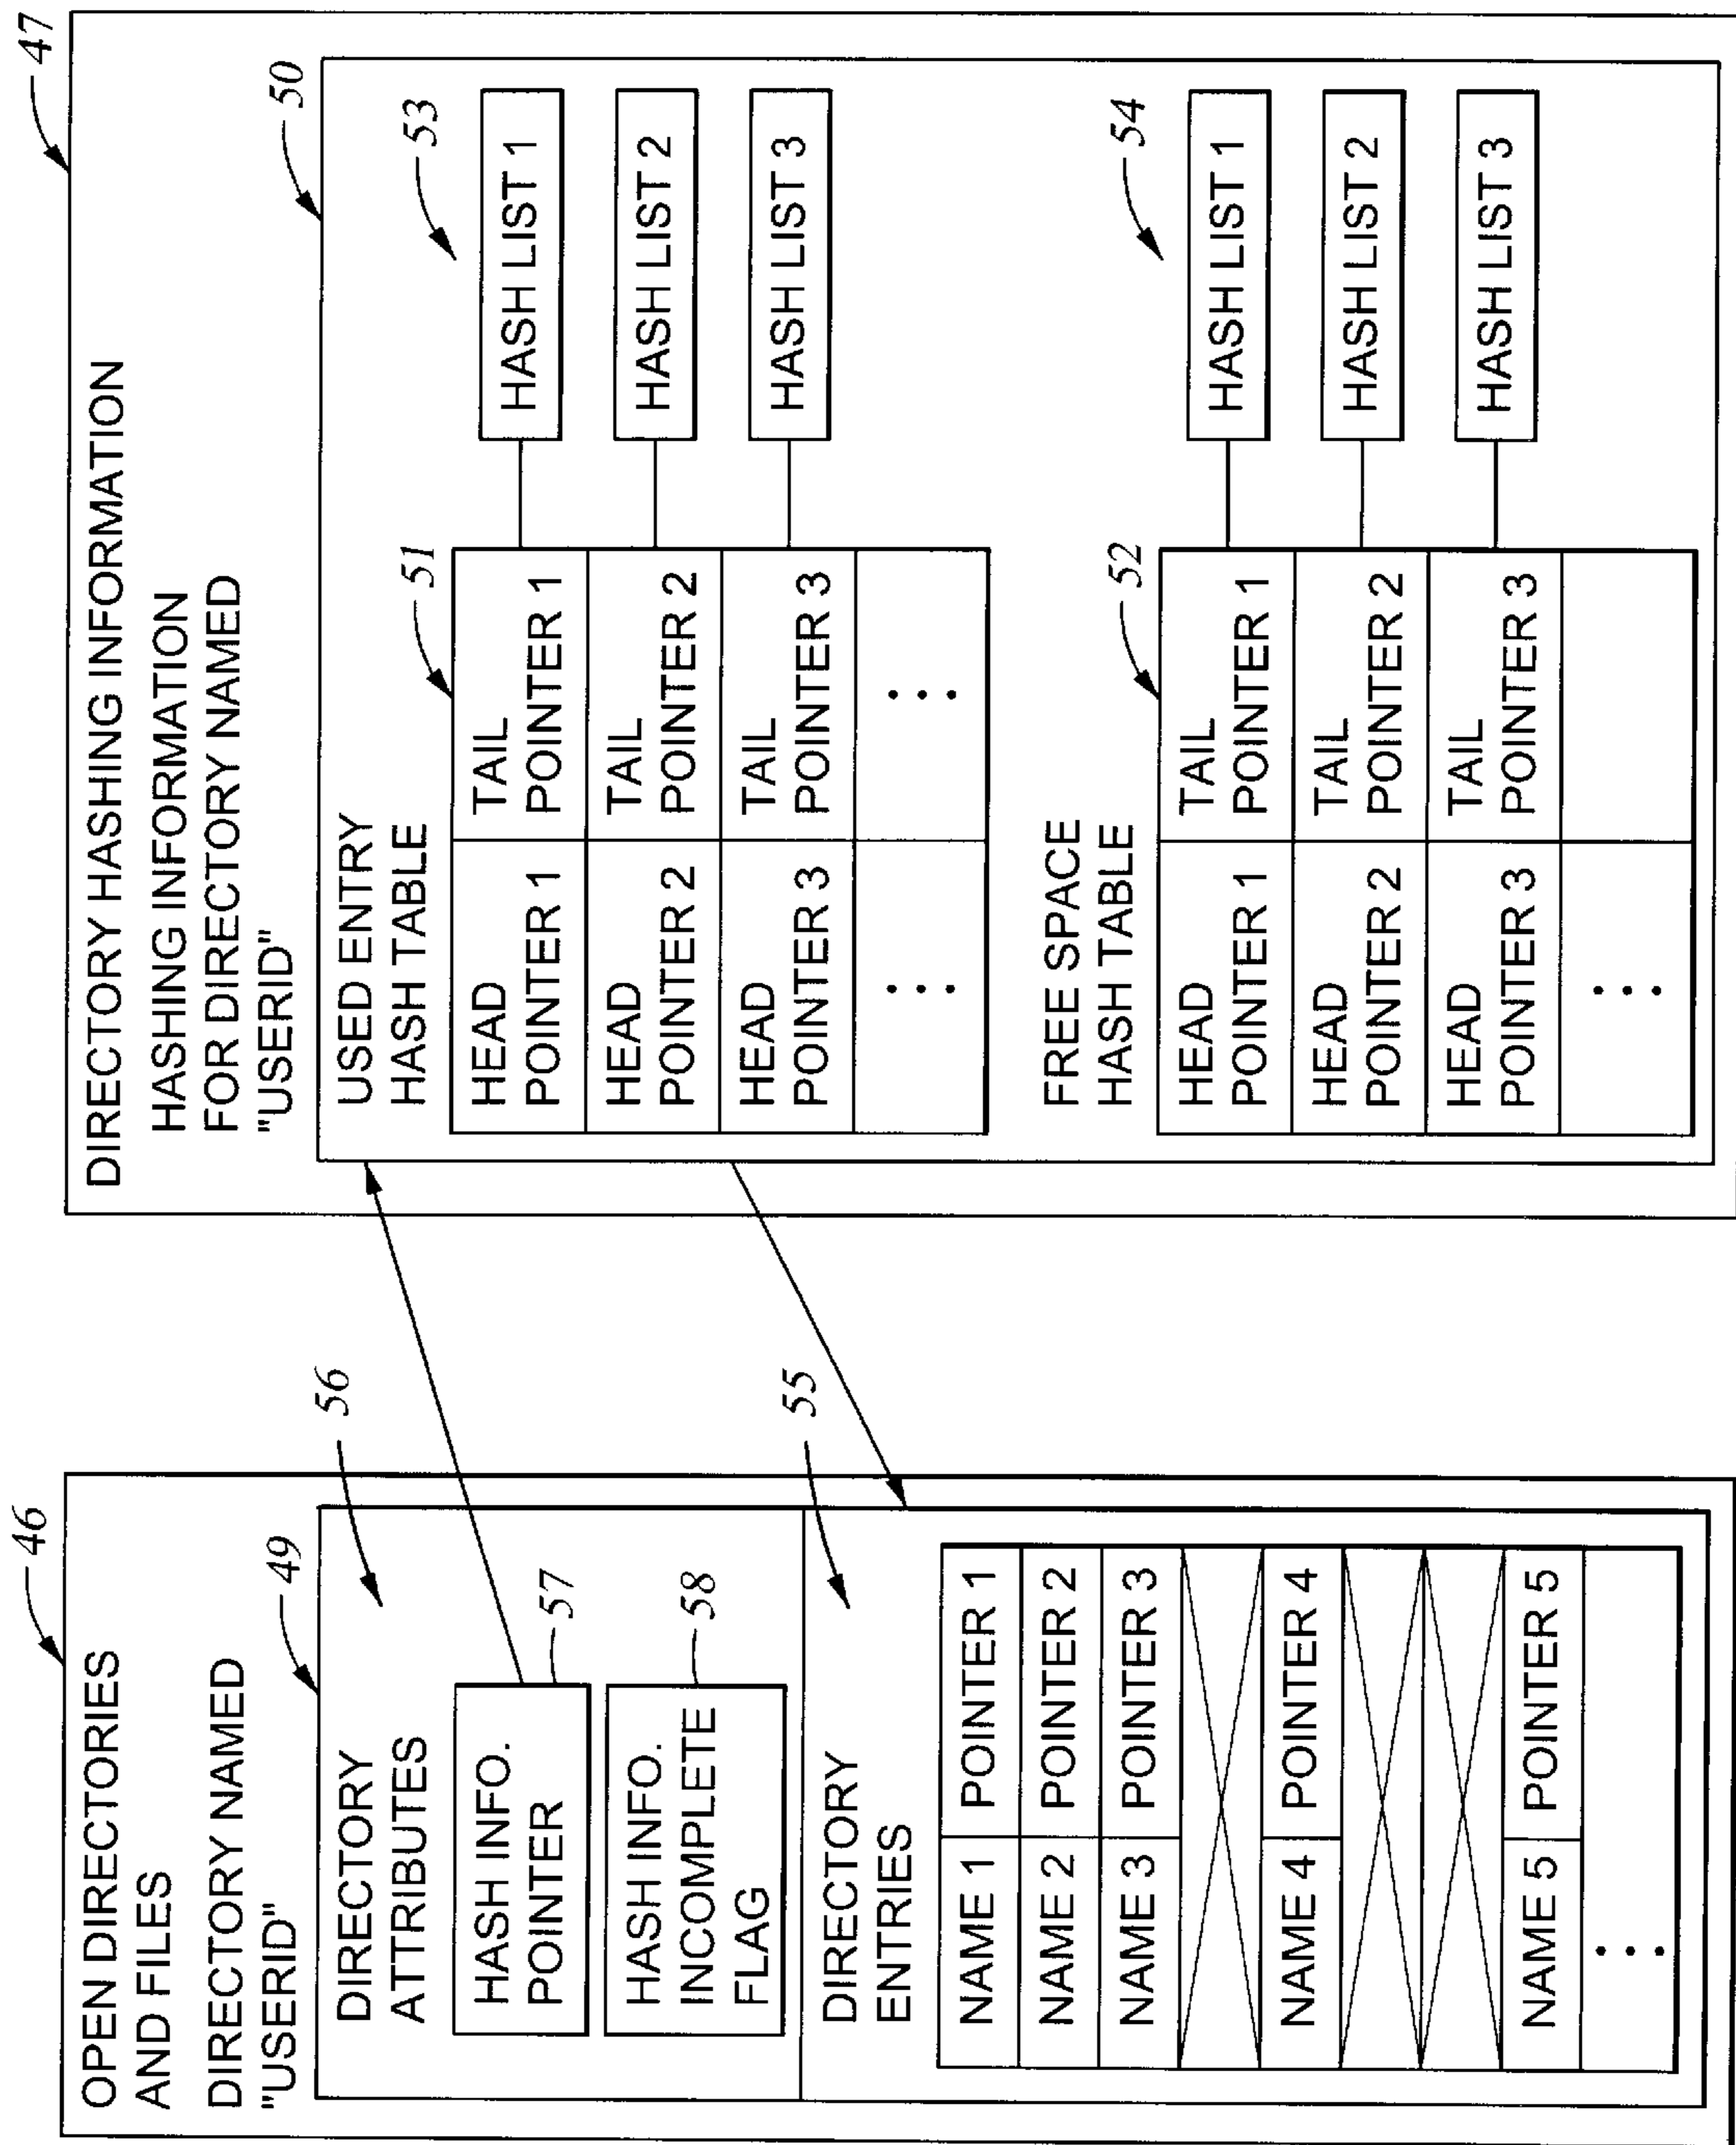 46
OPEN DIRECTORIES
AND FILES
DIRECTORY NAMED
"USERID"
49
56
DIRECTORY
ATTRIBUTES
HASH INFO.
POINTER
57
HASH INFO.
INCOMPLETE
FLAG
58
DIRECTORY
ENTRIES
55
NAME 1 POINTER 1
NAME 2 POINTER 2
NAME 3 POINTER 3
NAME 4 POINTER 4
NAME 5 POINTER 5
...
47
DIRECTORY HASHING INFORMATION
HASHING INFORMATION
FOR DIRECTORY NAMED
"USERID"
50
USED ENTRY
HASH TABLE
51
53
HEAD TAIL
POINTER 1 POINTER 1
HASH LIST 1
HEAD TAIL
POINTER 2 POINTER 2
HASH LIST 2
HEAD TAIL
POINTER 3 POINTER 3
HASH LIST 3
... ...
FREE SPACE
HASH TABLE
52
54
HEAD TAIL
POINTER 1 POINTER 1
HASH LIST 1
HEAD TAIL
POINTER 2 POINTER 2
HASH LIST 2
HEAD TAIL
POINTER 3 POINTER 3
HASH LIST 3
...